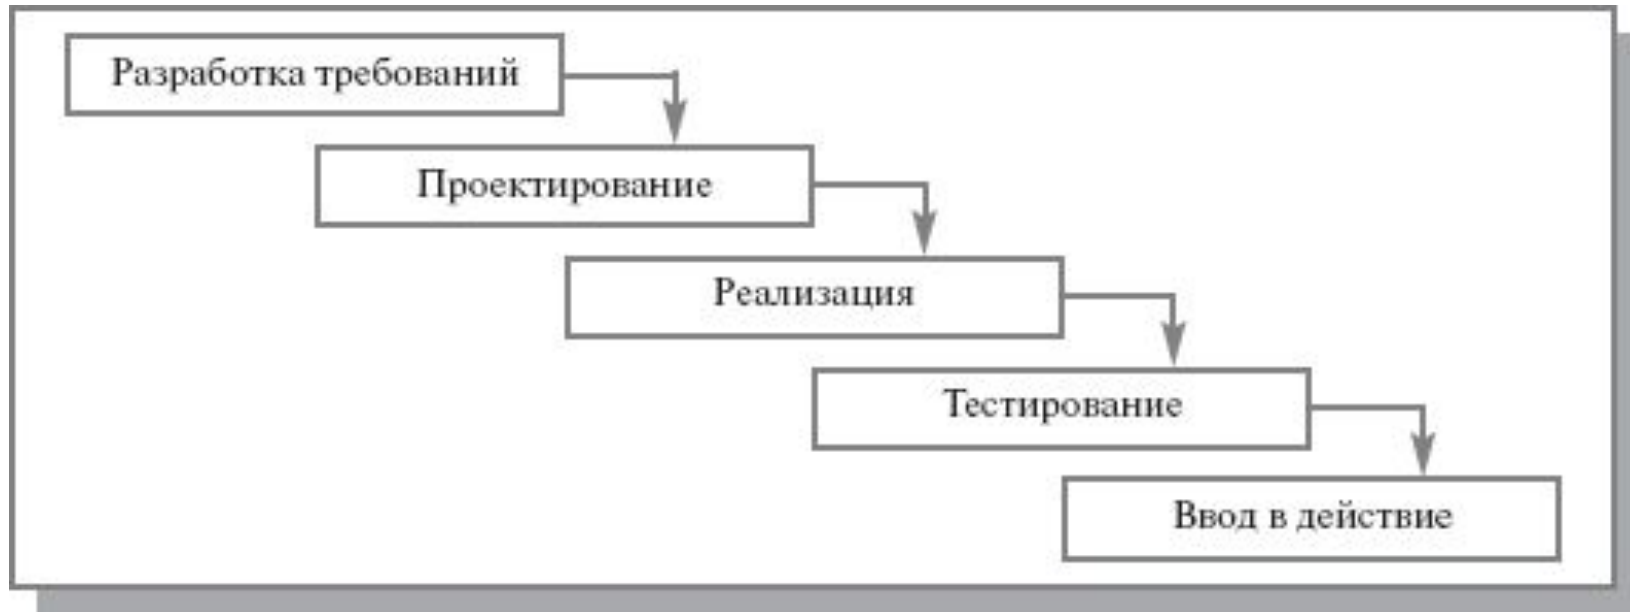 Разработка требований
Проектирование
Реализация
Тестирование
Ввод в действие